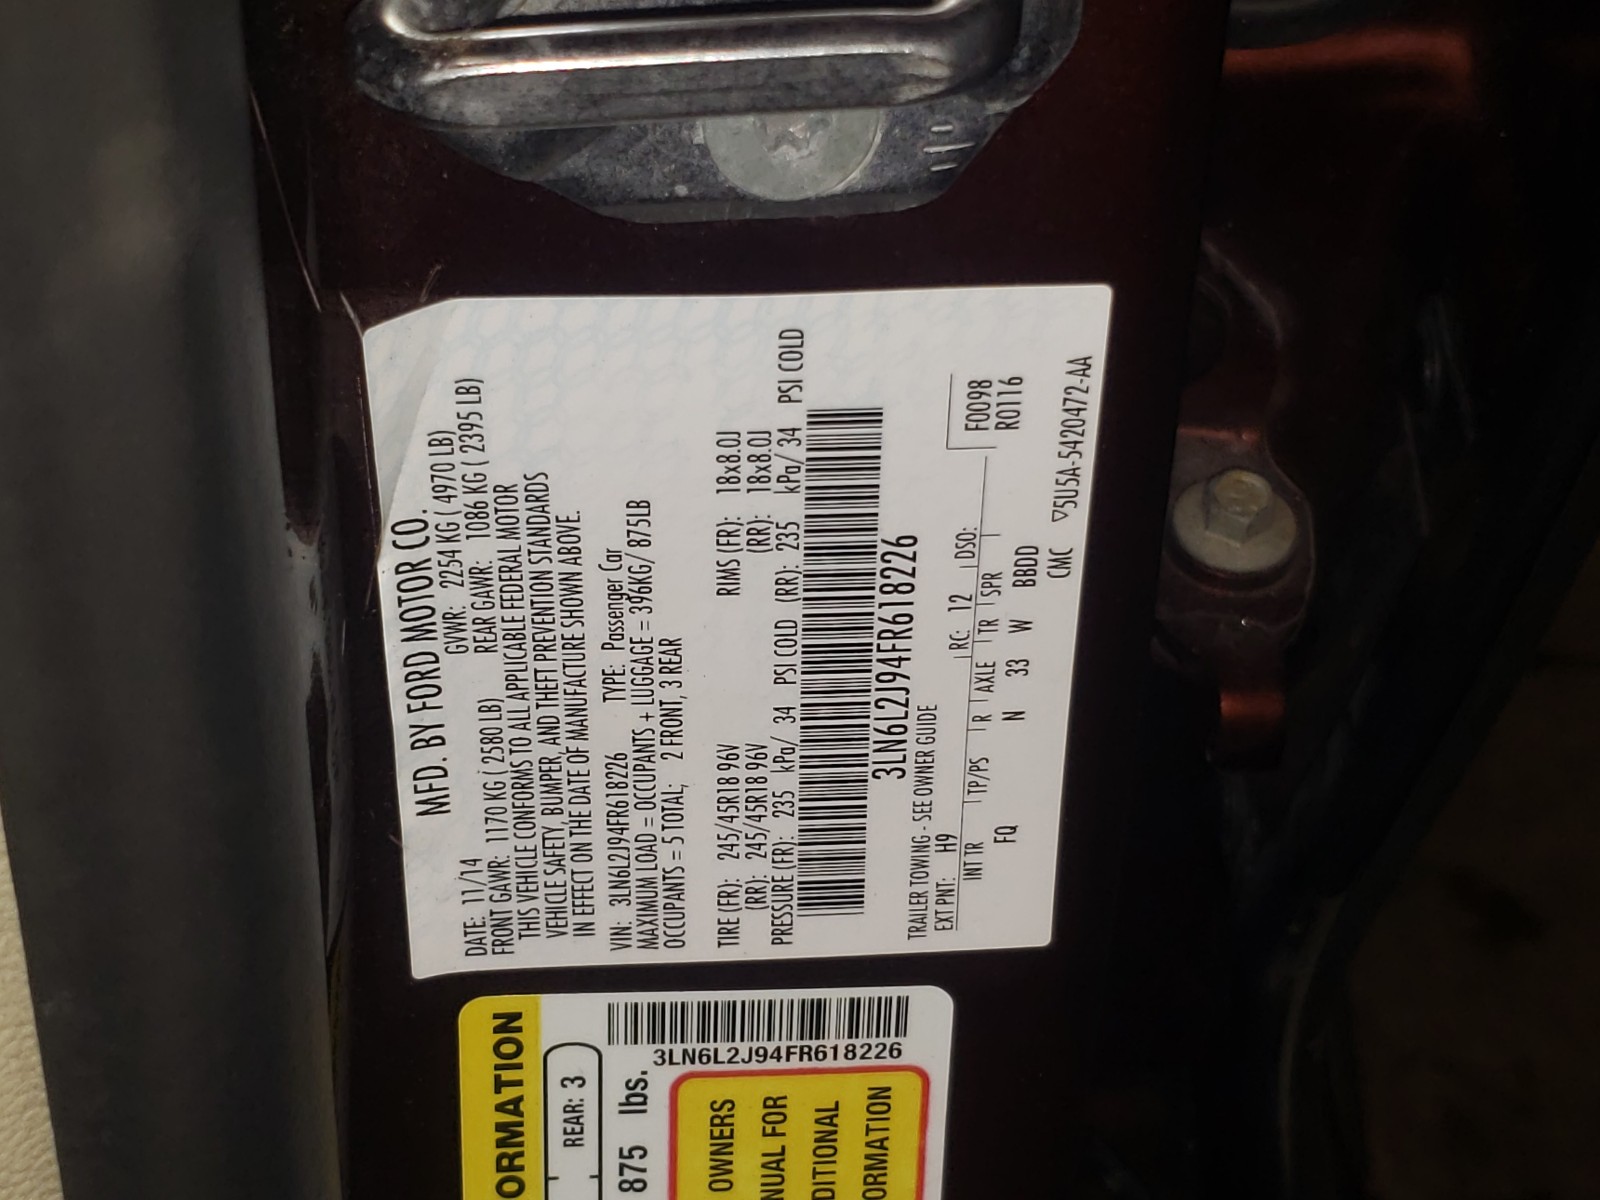 MFD. BY FORD MOTOR CO.
DATE: 11/14 GVWR: 2254 KG ( 4970 LB)
FRONT GAWR: 1170 KG ( 2580 LB) REAR GAWR: 1086 KG ( 2395 LB)
THIS VEHICLE CONFORMS TO ALL APPLICABLE FEDERAL MOTOR
VEHICLE SAFETY, BUMPER, AND THEFT PREVENTION STANDARDS
IN EFFECT ON THE DATE OF MANUFACTURE SHOWN ABOVE.
VIN: 3LN6L2J94FR618226 TYPE: Passenger Car
MAXIMUM LOAD = OCCUPANTS + LUGGAGE = 396KG/ 875LB
OCCUPANTS = 5 TOTAL; 2 FRONT, 3 REAR
TIRE (FR): 245/45R18 96V RIMS (FR): 18x8.0J
(RR): 245/45R18 96V (RR): 18x8.0J
PRESSURE (FR): 235 kPa/ 34 PSI COLD (RR): 235 kPa/ 34 PSI COLD
3LN6L2J94FR618226
TRAILER TOWING - SEE OWNER GUIDE
EXT PNT: H9 RC: 12 DSO: F0098
INT TR TP/PS R AXLE TR SPR R0116
FQ N 33 W BBDD
CMC ▽5U5A-5420472-AA
ORMATION
REAR: 3
875 lbs.
3LN6L2J94FR618226
OWNERS
NUAL FOR
DITIONAL
ORMATION